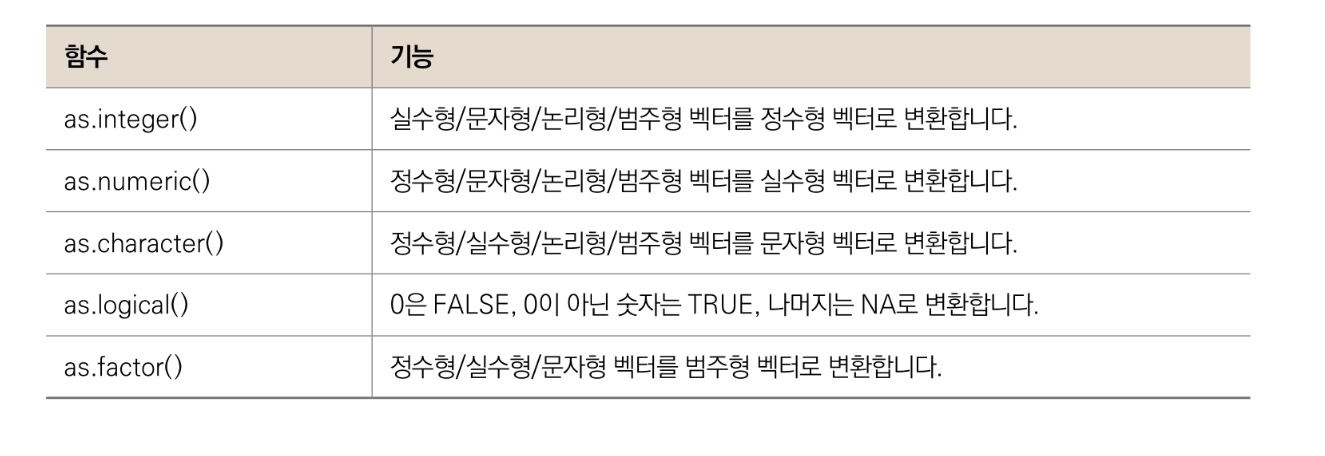 함수 기능
as.integer() 실수형/문자형/논리형/범주형 벡터를 정수형 벡터로 변환합니다.
as.numeric() 정수형/문자형/논리형/범주형 벡터를 실수형 벡터로 변환합니다.
as.character() 정수형/실수형/논리형/범주형 벡터를 문자형 벡터로 변환합니다.
as.logical() 0은 FALSE, 0이 아닌 숫자는 TRUE, 나머지는 NA로 변환합니다.
as.factor() 정수형/실수형/문자형 벡터를 범주형 벡터로 변환합니다.